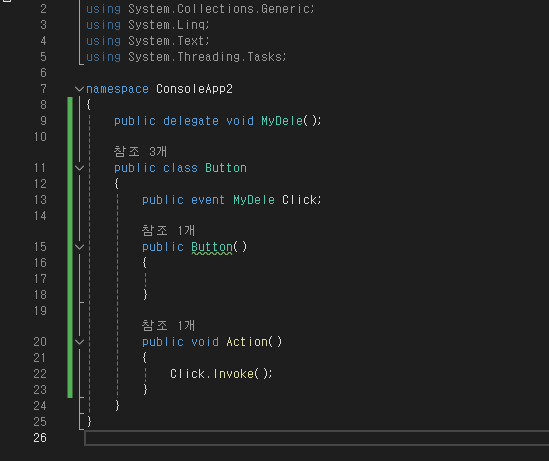 2 using System.Collections.Generic;
3 using System.Linq;
4 using System.Text;
5 using System.Threading.Tasks;
6
7 namespace ConsoleApp2
8 {
9 public delegate void MyDele();
10
참조 3개
11 public class Button
12 {
13 public event MyDele Click;
14
참조 1개
15 public Button()
16 {
17
18 }
19
참조 1개
20 public void Action()
21 {
22 Click.Invoke();
23 }
24 }
25 }
26